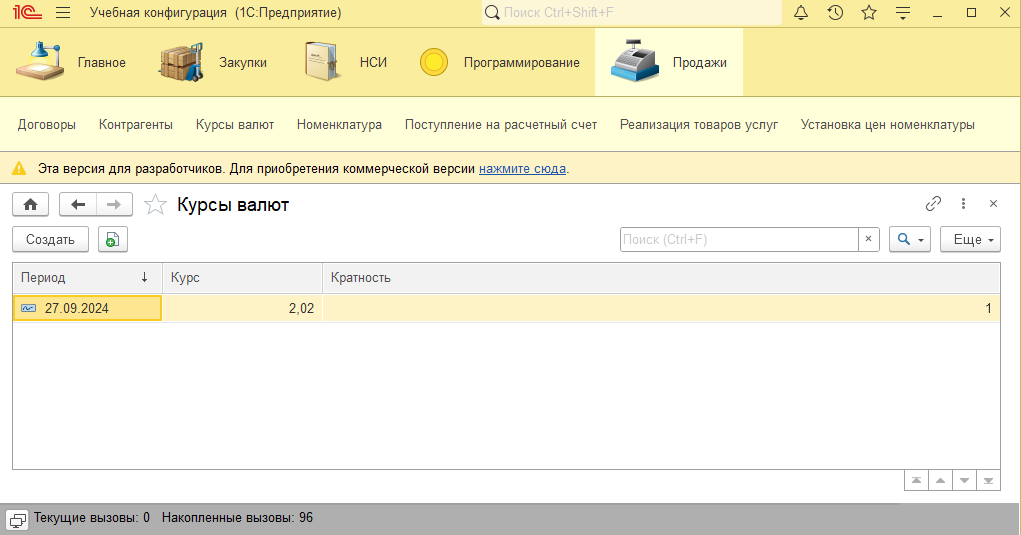 1С Учебная конфигурация (1С:Предприятие) Поиск Ctrl+Shift+F
Главное Закупки НСИ Программирование Продажи
Договоры Контрагенты Курсы валют Номенклатура Поступление на расчетный счет Реализация товаров услуг Установка цен номенклатуры
Эта версия для разработчиков. Для приобретения коммерческой версии нажмите сюда.
Курсы валют
Создать Поиск (Ctrl+F) × Еще
Период ↓ Курс Кратность
27.09.2024 2,02 1
Текущие вызовы: 0 Накопленные вызовы: 96